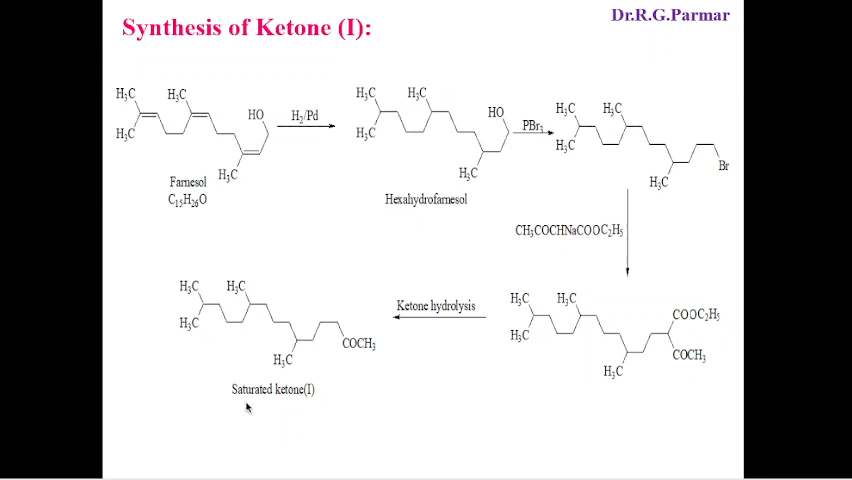 Dr.R.G.Parmar
Synthesis of Ketone (I):
H₃C
H₃C
H₃C
HO
H₃C
Farnesol
C₁₅H₂₆O
H₂/Pd
H₃C
H₃C
H₃C
HO
H₃C
Hexahydrofarnesol
PBr₃
H₃C
H₃C
H₃C
H₃C
Br
CH₃COCHNaCOOC₂H₅
H₃C
H₃C
H₃C
H₃C
COOC₂H₅
COCH₃
Ketone hydrolysis
H₃C
H₃C
H₃C
H₃C
COCH₃
Saturated ketone(I)